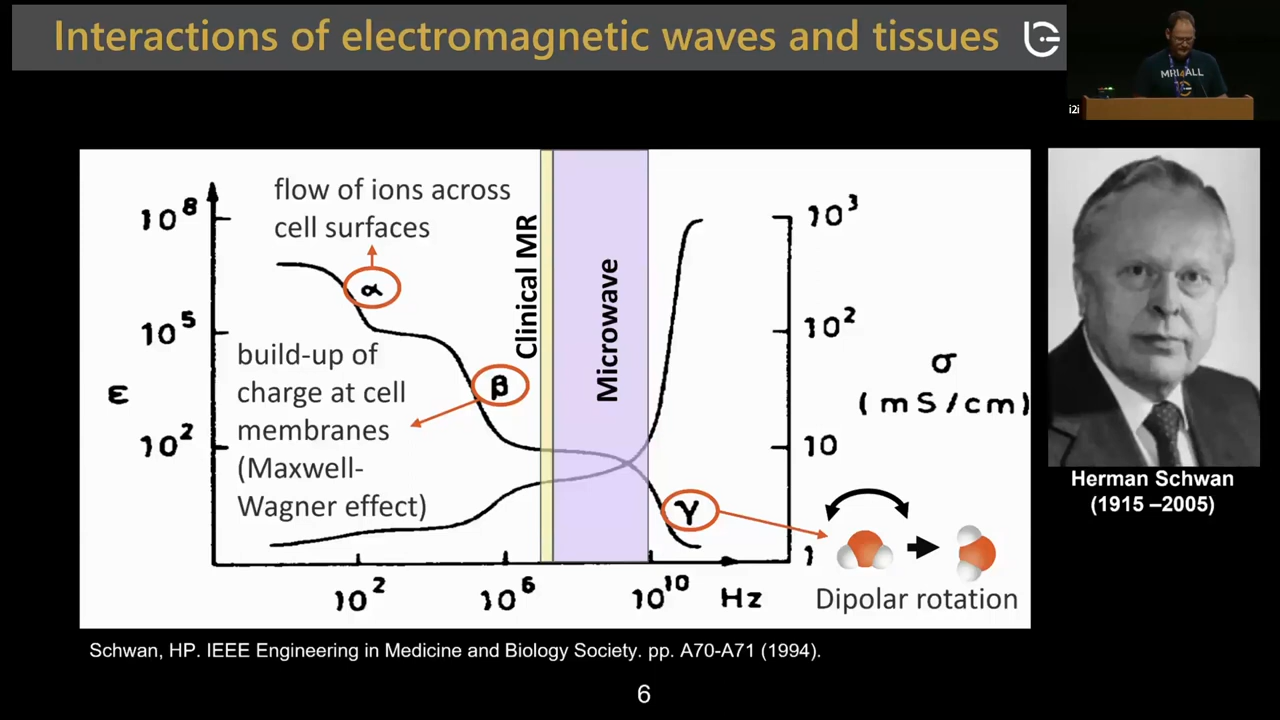 Interactions of electromagnetic waves and tissues
MRI4ALL
i2i
flow of ions across
cell surfaces
α
build-up of
charge at cell
membranes
(Maxwell-
Wagner effect)
β
Clinical MR
Microwave
γ
10⁸
10⁵
ε
10²
10³
10²
σ
(mS/cm)
10
1
10²
10⁶
10¹⁰
Hz
Dipolar rotation
Herman Schwan
(1915 –2005)
Schwan, HP. IEEE Engineering in Medicine and Biology Society. pp. A70-A71 (1994).
6